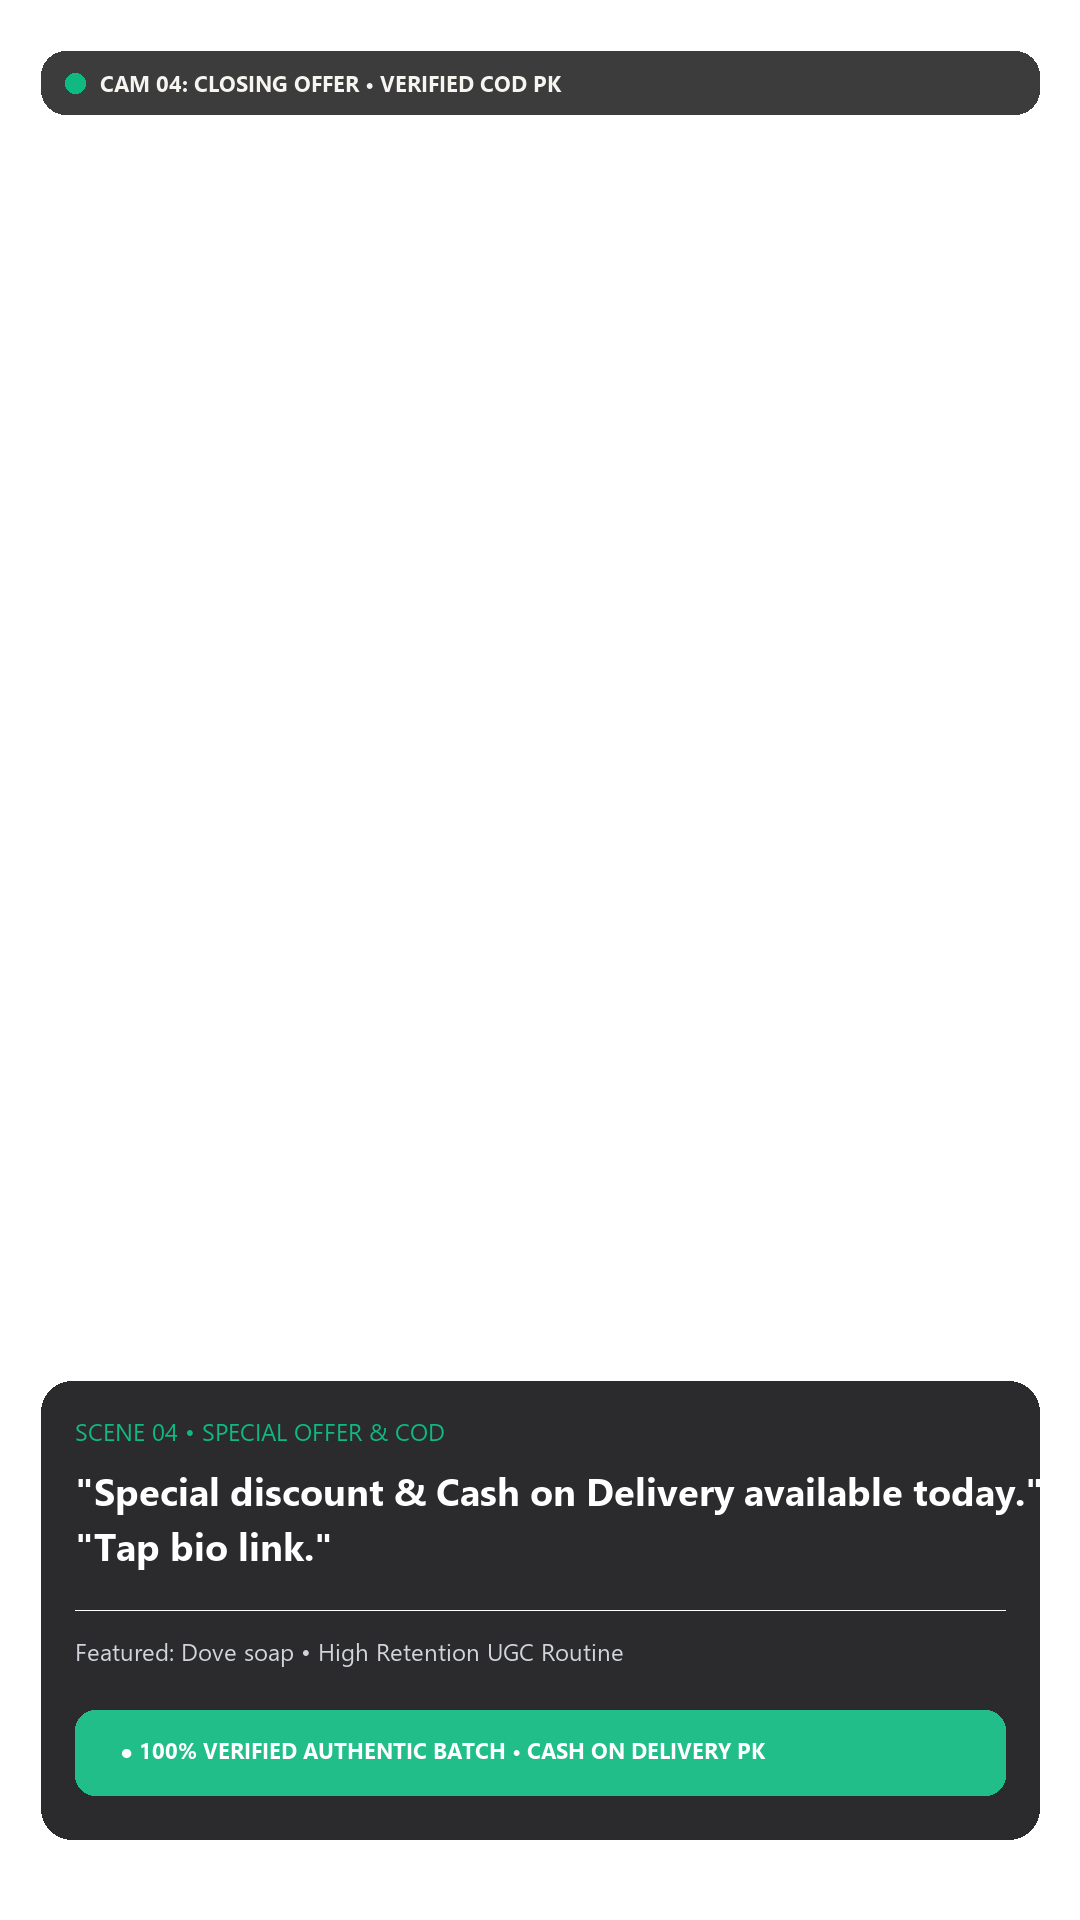 CAM 04: CLOSING OFFER • VERIFIED COD PK
SCENE 04 • SPECIAL OFFER & COD
"Special discount & Cash on Delivery available today."
"Tap bio link."
Featured: Dove soap • High Retention UGC Routine
• 100% VERIFIED AUTHENTIC BATCH • CASH ON DELIVERY PK